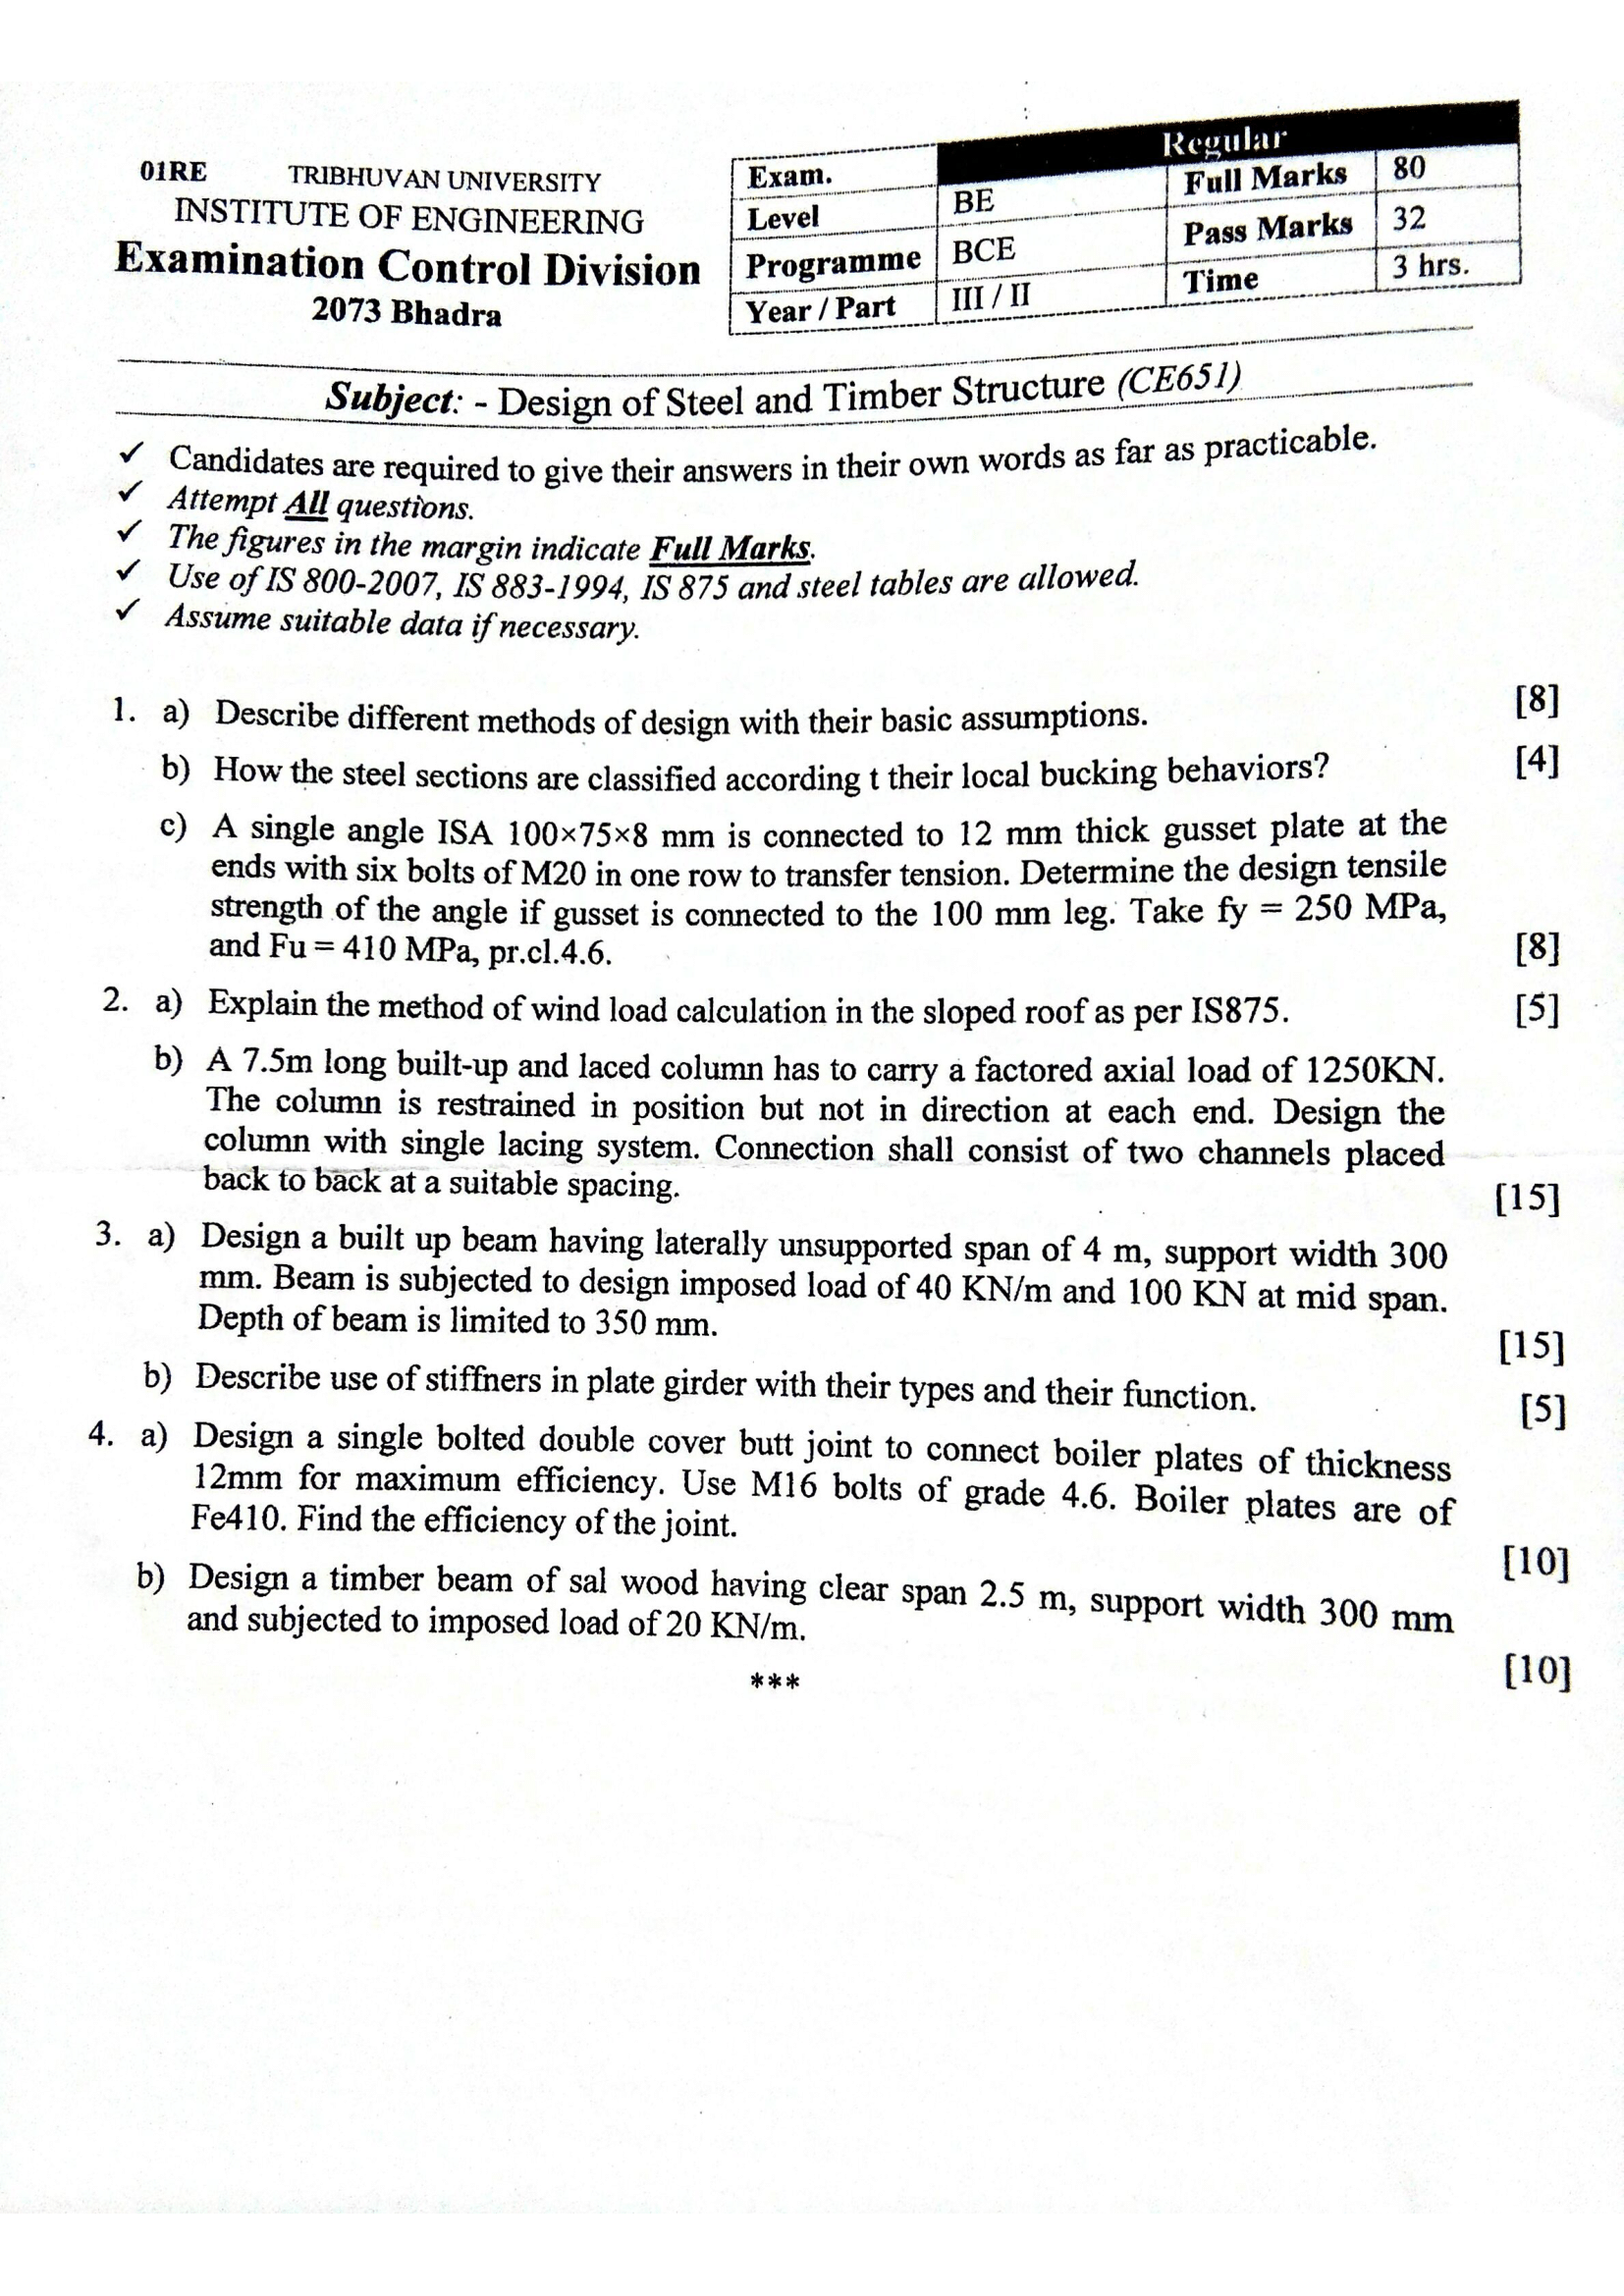 01RE TRIBHUVAN UNIVERSITY
INSTITUTE OF ENGINEERING
Examination Control Division
2073 Bhadra
Exam. Regular
Level BE Full Marks 80
Programme BCE Pass Marks 32
Year / Part III / II Time 3 hrs.
Subject: - Design of Steel and Timber Structure (CE651)
✓ Candidates are required to give their answers in their own words as far as practicable.
✓ Attempt All questions.
✓ The figures in the margin indicate Full Marks.
✓ Use of IS 800-2007, IS 883-1994, IS 875 and steel tables are allowed.
✓ Assume suitable data if necessary.
1. a) Describe different methods of design with their basic assumptions. [8]
b) How the steel sections are classified according t their local bucking behaviors? [4]
c) A single angle ISA 100×75×8 mm is connected to 12 mm thick gusset plate at the
ends with six bolts of M20 in one row to transfer tension. Determine the design tensile
strength of the angle if gusset is connected to the 100 mm leg. Take fy = 250 MPa,
and Fu = 410 MPa, pr.cl.4.6. [8]
2. a) Explain the method of wind load calculation in the sloped roof as per IS875. [5]
b) A 7.5m long built-up and laced column has to carry a factored axial load of 1250KN.
The column is restrained in position but not in direction at each end. Design the
column with single lacing system. Connection shall consist of two channels placed
back to back at a suitable spacing. [15]
3. a) Design a built up beam having laterally unsupported span of 4 m, support width 300
mm. Beam is subjected to design imposed load of 40 KN/m and 100 KN at mid span.
Depth of beam is limited to 350 mm. [15]
b) Describe use of stiffners in plate girder with their types and their function. [5]
4. a) Design a single bolted double cover butt joint to connect boiler plates of thickness
12mm for maximum efficiency. Use M16 bolts of grade 4.6. Boiler plates are of
Fe410. Find the efficiency of the joint. [10]
b) Design a timber beam of sal wood having clear span 2.5 m, support width 300 mm
and subjected to imposed load of 20 KN/m. [10]
***